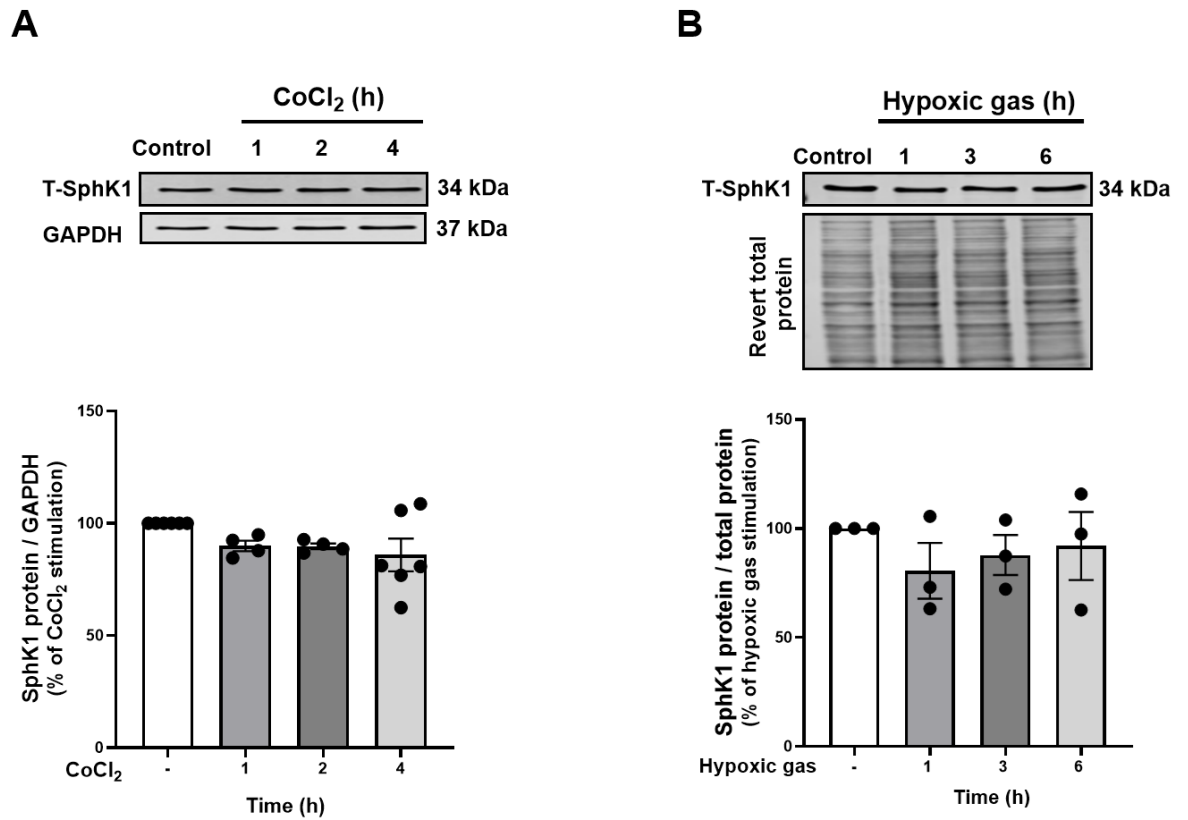 A
CoCl2 (h)
Control 1 2 4
T-SphK1 34 kDa
GAPDH 37 kDa
SphK1 protein / GAPDH
(% of CoCl2 stimulation)
150
100
50
0
CoCl2 - 1 2 4
Time (h)
B
Hypoxic gas (h)
Control 1 3 6
T-SphK1 34 kDa
Revert total
protein
SphK1 protein / total protein
(% of hypoxic gas stimulation)
150
100
50
0
Hypoxic gas - 1 3 6
Time (h)